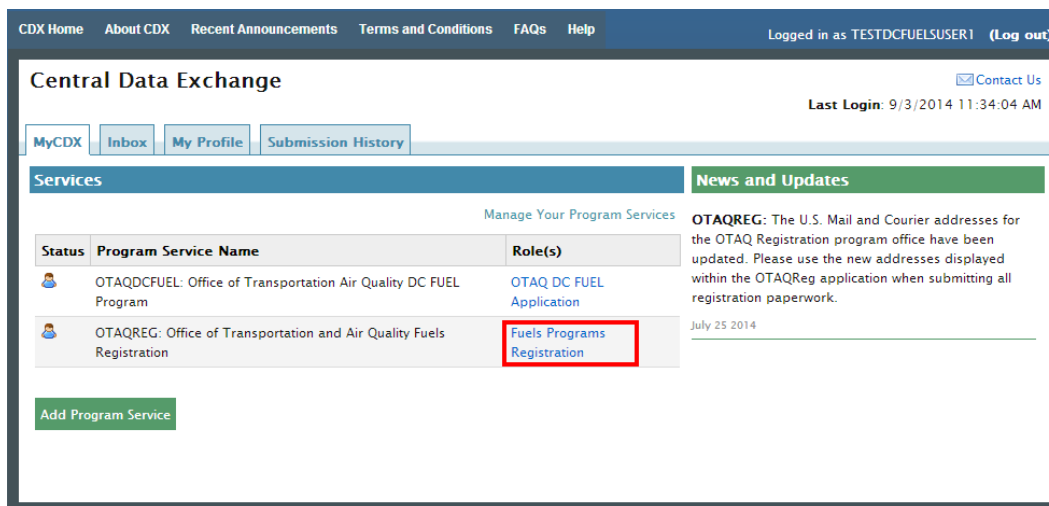 CDX Home About CDX Recent Announcements Terms and Conditions FAQs Help
Logged in as TESTDCFUELSUSER1 (Log out)
Central Data Exchange
Contact Us
Last Login: 9/3/2014 11:34:04 AM
MyCDX Inbox My Profile Submission History
Services
Manage Your Program Services
Status Program Service Name Role(s)
OTAQDCFUEL: Office of Transportation Air Quality DC FUEL
Program
OTAQ DC FUEL
Application
OTAQREG: Office of Transportation and Air Quality Fuels
Registration
Fuels Programs
Registration
Add Program Service
News and Updates
OTAQREG: The U.S. Mail and Courier addresses for
the OTAQ Registration program office have been
updated. Please use the new addresses displayed
within the OTAQReg application when submitting all
registration paperwork.
July 25 2014